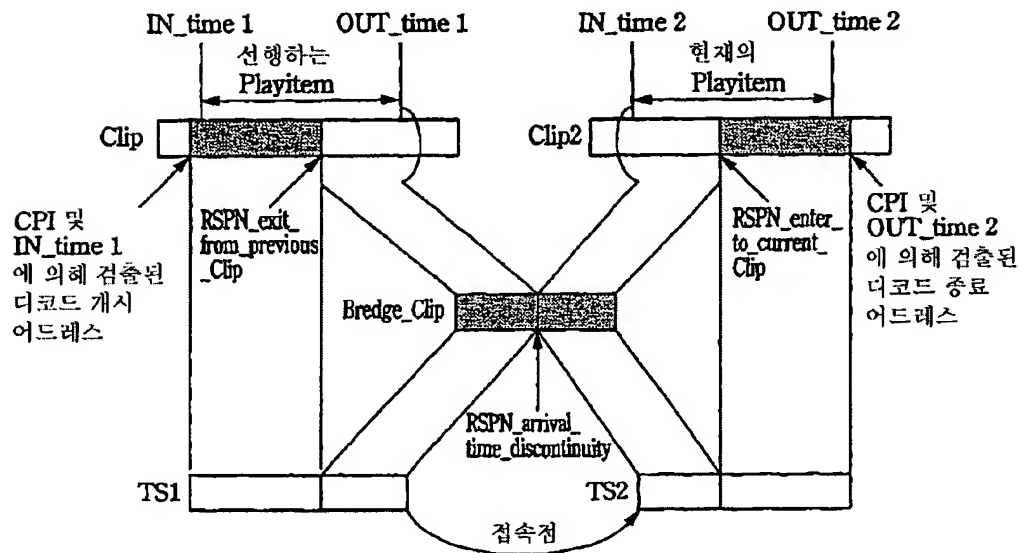 IN_time 1
OUT_time 1
IN_time 2
OUT_time 2
선행하는
Playitem
현재의
Playitem
Clip
Clip2
CPI 및
IN_time 1
에 의해 검출된
디코드 개시
어드레스
RSPN_exit_
from_previous
_Clip
RSPN_enter_
to_current_
Clip
CPI 및
OUT_time 2
에 의해 검출된
디코드 종료
어드레스
Bredge_Clip
RSPN_arrival_
time_discontinuity
TS1
TS2
접속점